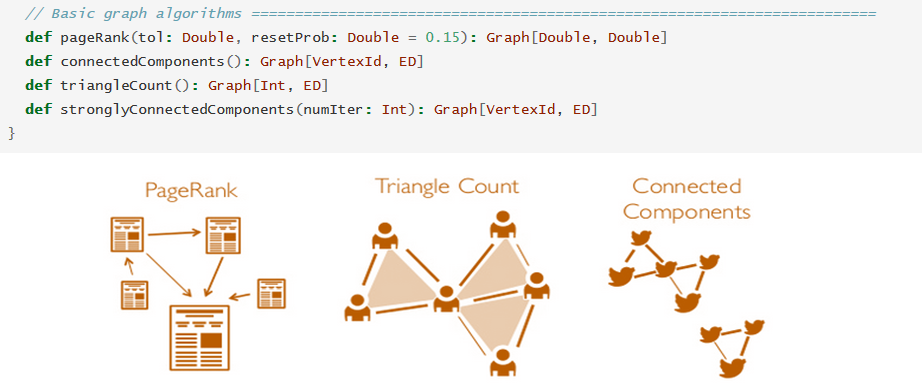 // Basic graph algorithms ========================================================================
def pageRank(tol: Double, resetProb: Double = 0.15): Graph[Double, Double]
def connectedComponents(): Graph[VertexId, ED]
def triangleCount(): Graph[Int, ED]
def stronglyConnectedComponents(numIter: Int): Graph[VertexId, ED]
}
PageRank
Triangle Count
Connected
Components